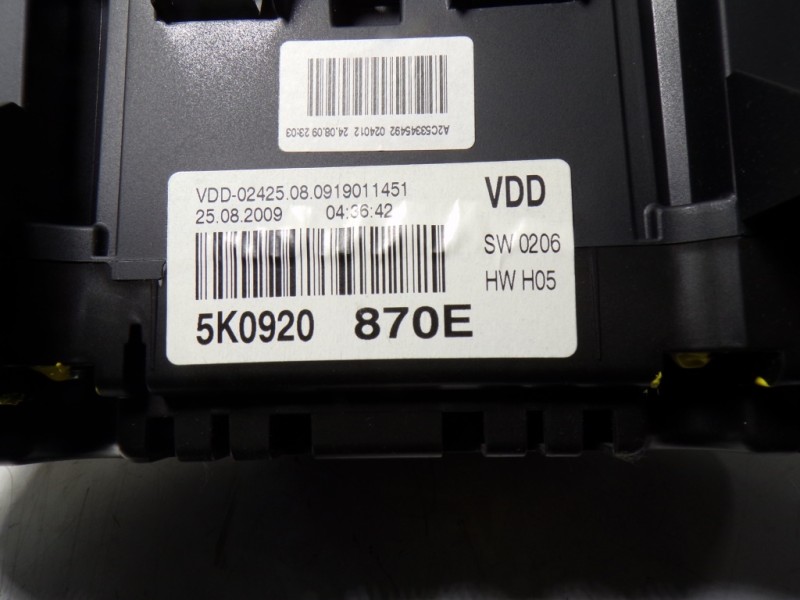 A2C53345492 024012 24.08.09 23:03
VDD-02425.08.0919011451
25.08.2009 04:36:42
VDD
SW 0206
HW H05
5K0920 870E